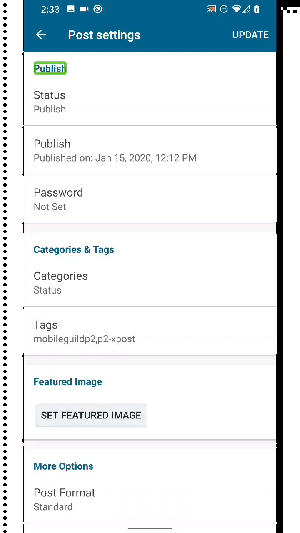 2:33
Post settings
UPDATE
Publish
Status
Publish
Publish
Published on: Jan 15, 2020, 12:12 PM
Password
Not Set
Categories & Tags
Categories
Status
Tags
mobileguildp2,p2-xpost
Featured Image
SET FEATURED IMAGE
More Options
Post Format
Standard